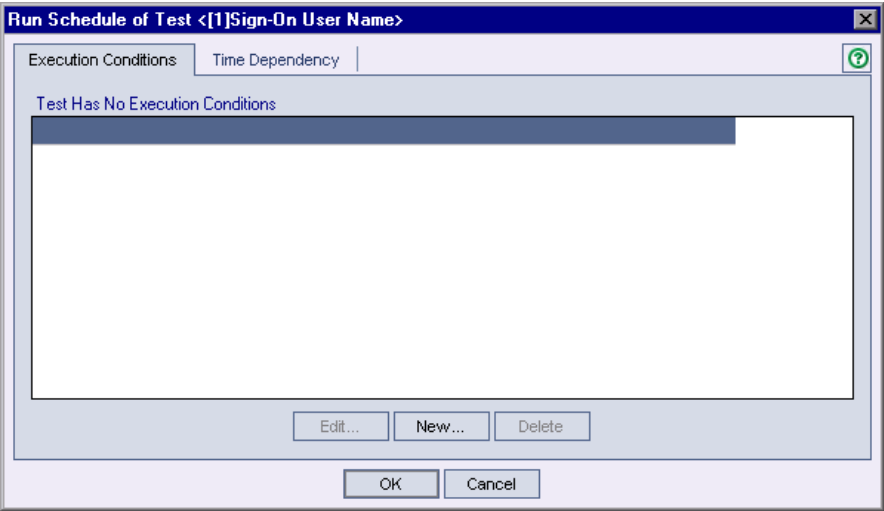 Run Schedule of Test <[1]Sign-On User Name>
Execution Conditions Time Dependency
Test Has No Execution Conditions
Edit... New... Delete
OK Cancel